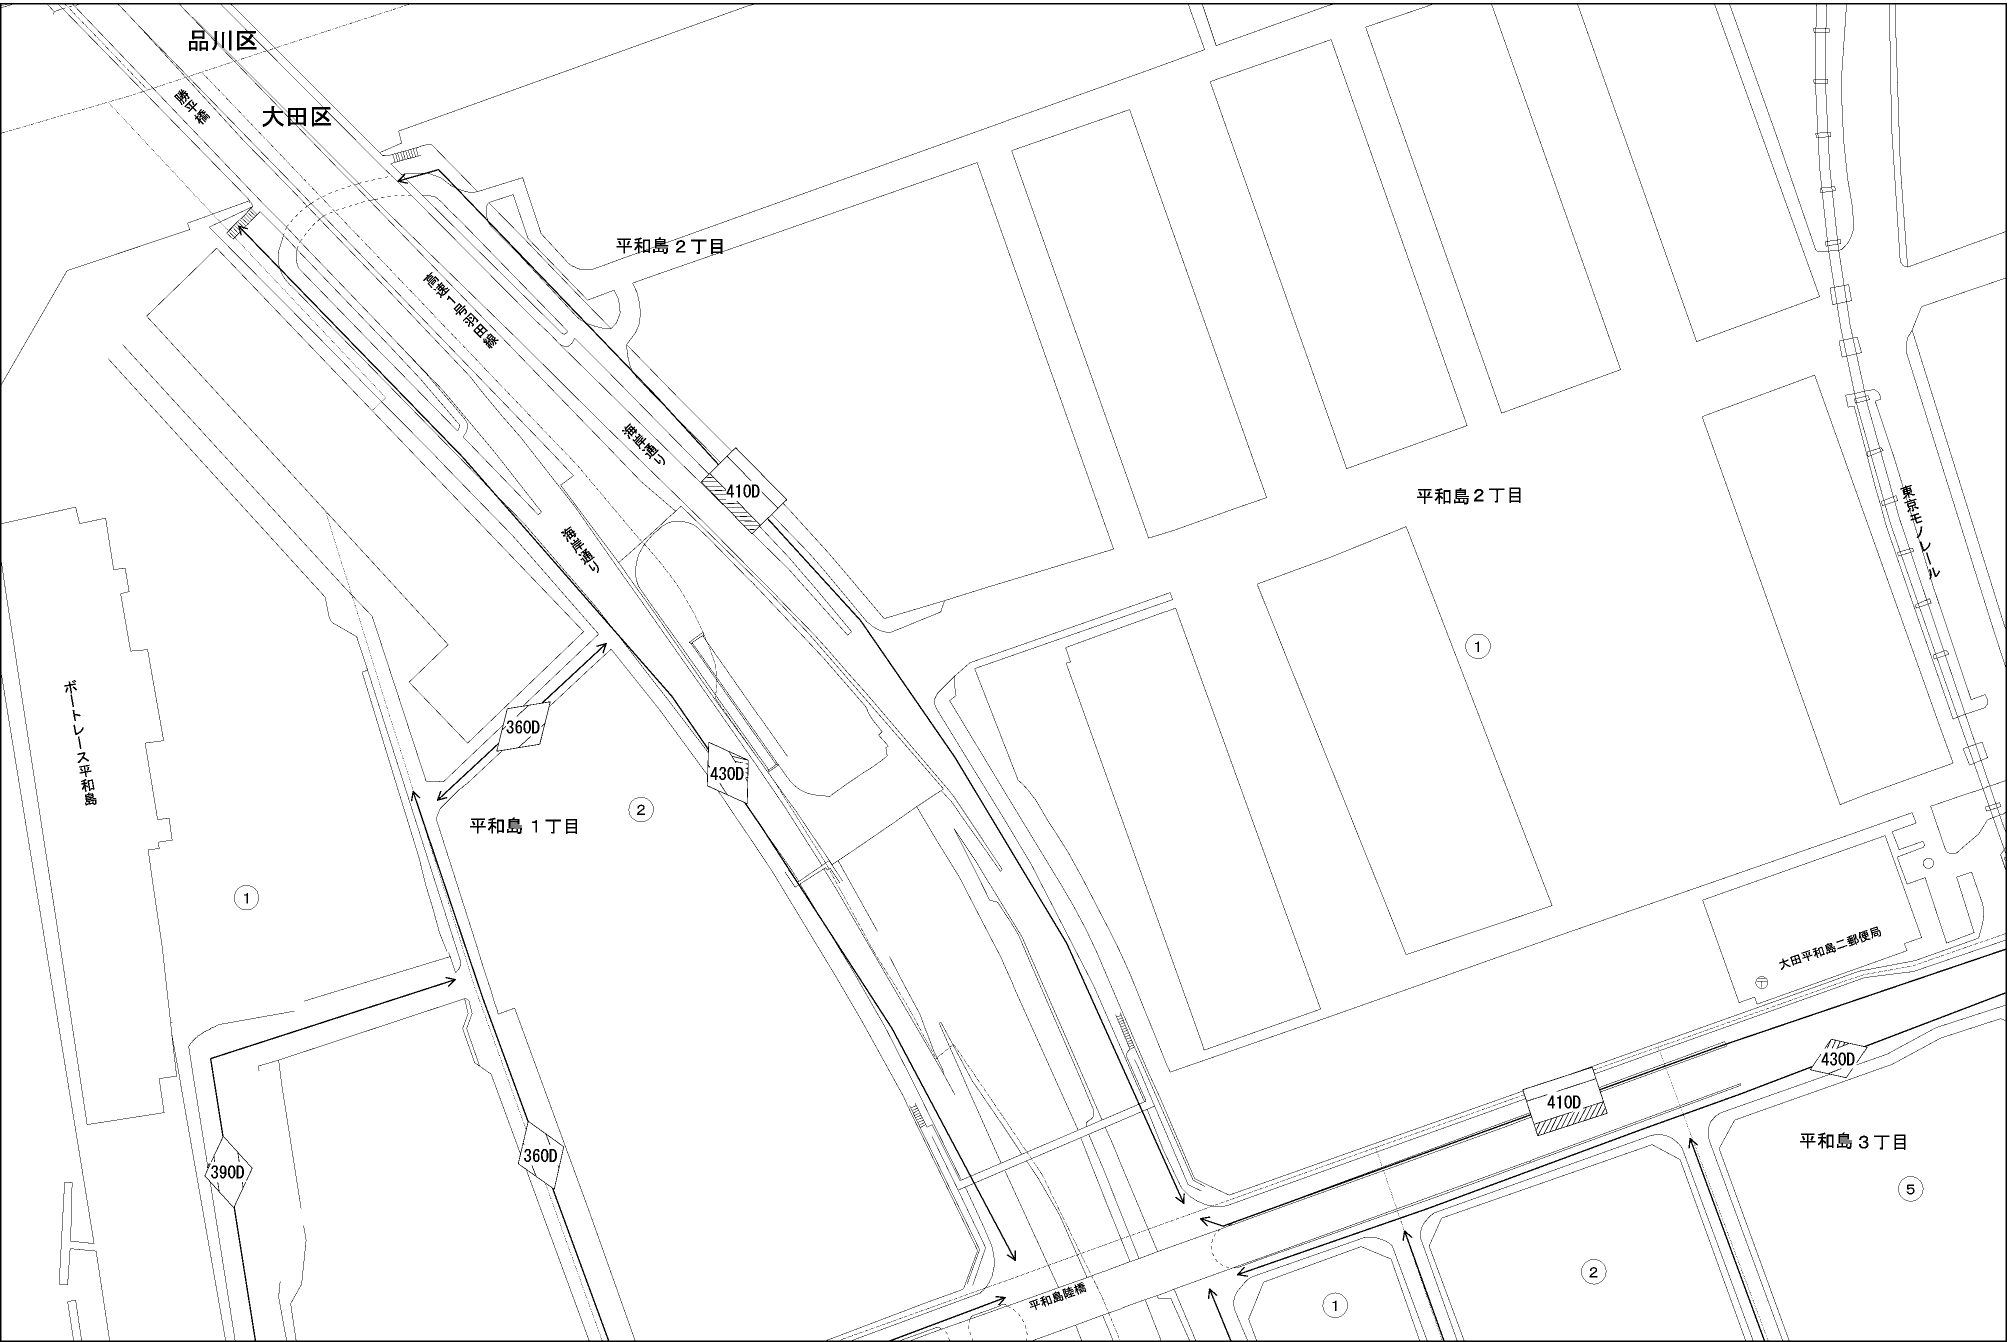 品川区
勝平橋
大田区
平和島２丁目
高速１号羽田線
海岸通り
410D
平和島２丁目
東京モノレール
海岸通り
①
ボートレース平和島
360D
430D
平和島１丁目
②
①
大田平和島二郵便局
〒
430D
410D
平和島３丁目
390D
360D
⑤
②
平和島陸橋
①